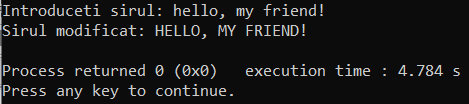 Introduceti sirul: hello, my friend!
Sirul modificat: HELLO, MY FRIEND!
Process returned 0 (0x0)   execution time : 4.784 s
Press any key to continue.